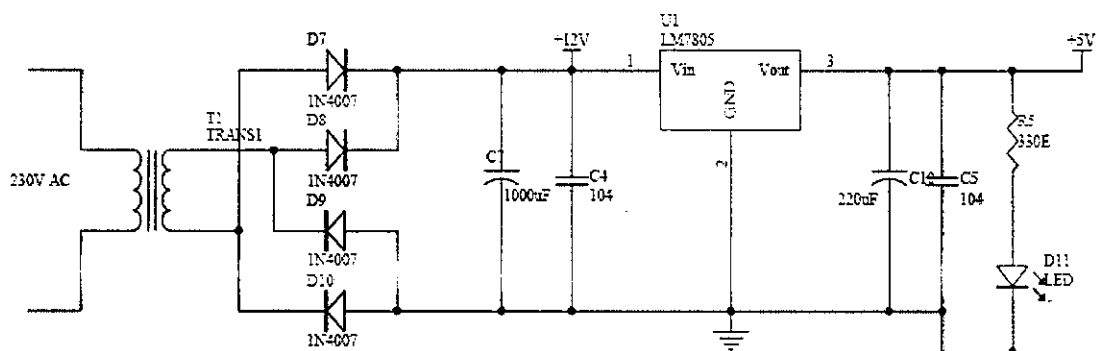 D7
1N4007
D8
T1
TRANS1
1N4007
230V AC
D9
1N4007
D10
1N4007
+12V
C7
1000uF
C4
104
U1
LM7805
1
Vin
Vout
3
GND
2
220uF
C5
104
+5V
R5
330E
D11
LED